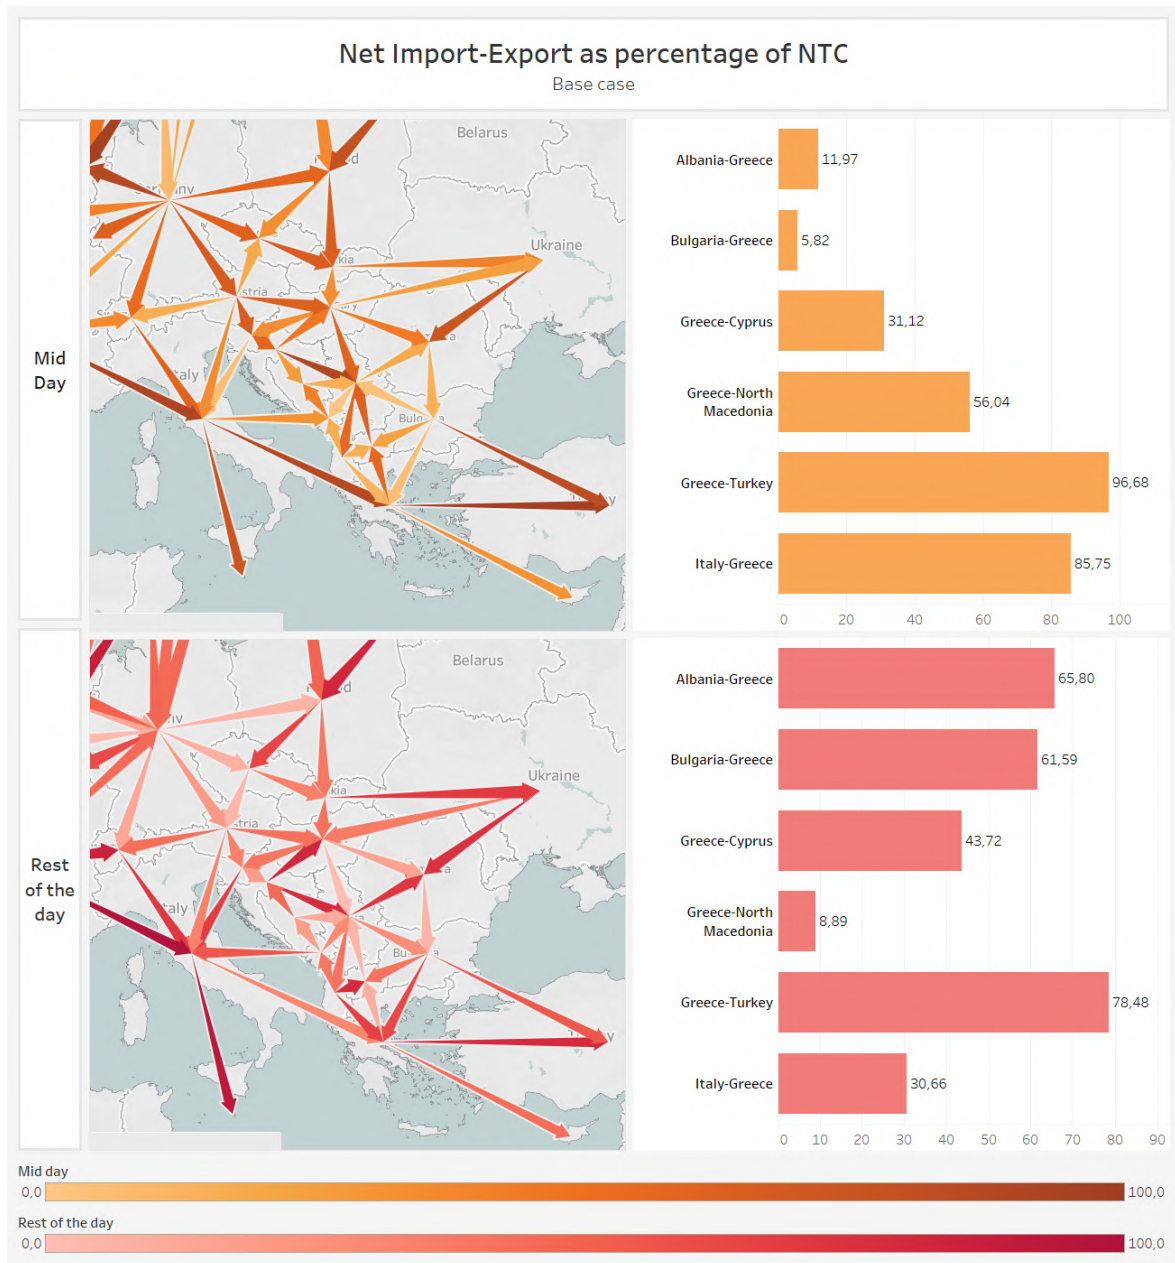 Net Import-Export as percentage of NTC
Base case
Mid
Day
Belarus
Ukraine
Albania-Greece
11,97
Bulgaria-Greece
5,82
Greece-Cyprus
31,12
Greece-North
Macedonia
56,04
Greece-Turkey
96,68
Italy-Greece
85,75
0 20 40 60 80 100
Rest
of the
day
Belarus
Ukraine
Albania-Greece
65,80
Bulgaria-Greece
61,59
Greece-Cyprus
43,72
Greece-North
Macedonia
8,89
Greece-Turkey
78,48
Italy-Greece
30,66
0 10 20 30 40 50 60 70 80 90
Mid day
0,0 100,0
Rest of the day
0,0 100,0